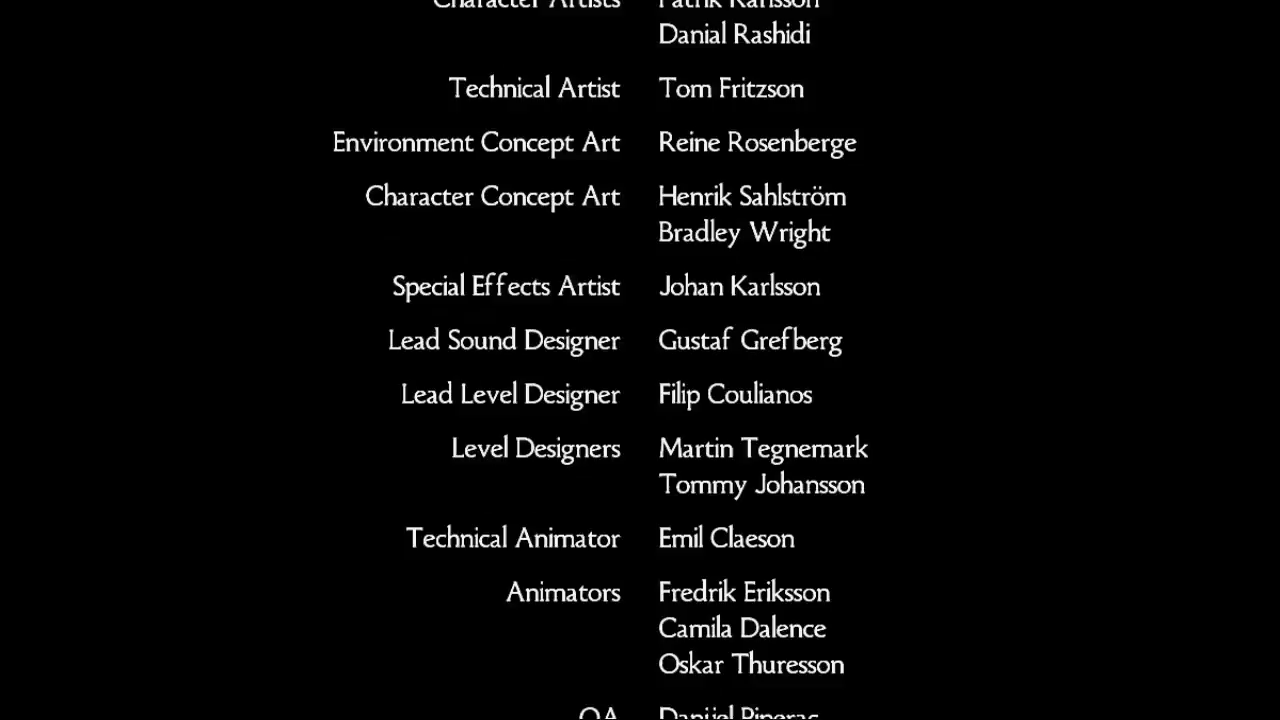 Character Artists Patrik Karlsson
Danial Rashidi
Technical Artist Tom Fritzson
Environment Concept Art Reine Rosenberge
Character Concept Art Henrik Sahlström
Bradley Wright
Special Effects Artist Johan Karlsson
Lead Sound Designer Gustaf Grefberg
Lead Level Designer Filip Coulianos
Level Designers Martin Tegnemark
Tommy Johansson
Technical Animator Emil Claeson
Animators Fredrik Eriksson
Camila Dalence
Oskar Thuresson
QA